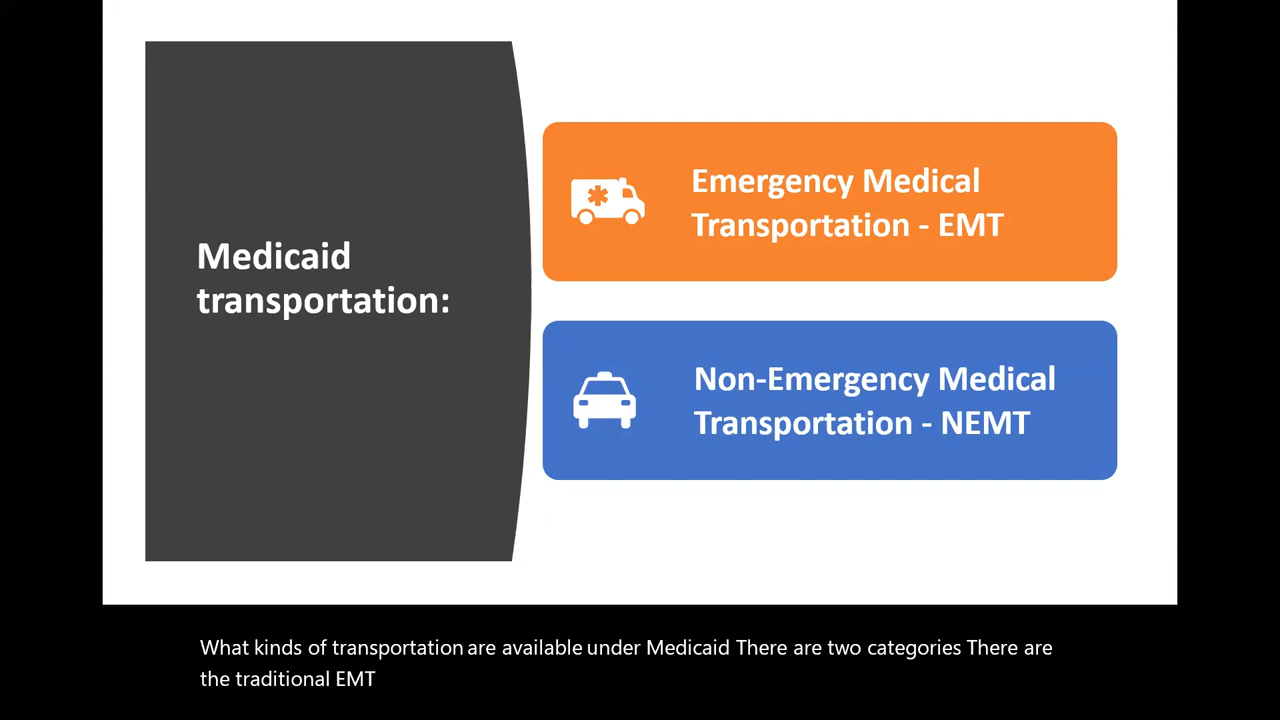 Medicaid
transportation:
Emergency Medical
Transportation - EMT
Non-Emergency Medical
Transportation - NEMT
What kinds of transportation are available under Medicaid There are two categories There are
the traditional EMT